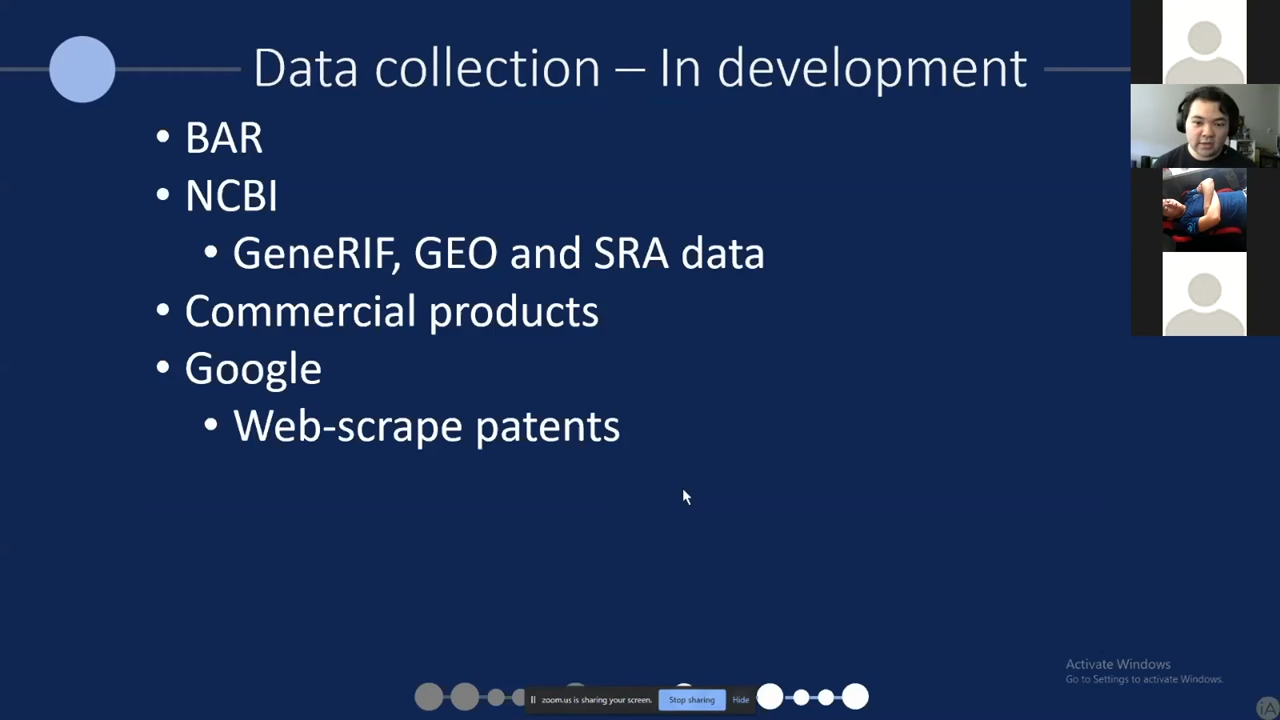 Data collection – In development
• BAR
• NCBI
• GeneRIF, GEO and SRA data
• Commercial products
• Google
• Web-scrape patents
Activate Windows
Go to Settings to activate Windows.
zoom.us is sharing your screen.
Stop sharing
Hide
iA